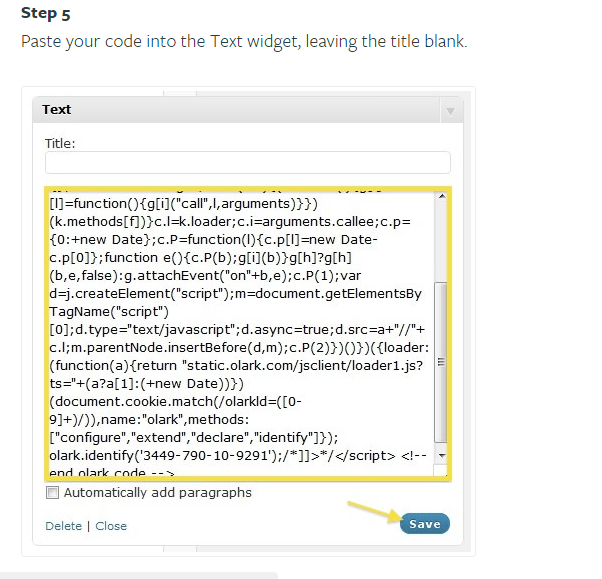 Step 5
Paste your code into the Text widget, leaving the title blank.
Text
Title:
[l]=function(){g[i]("call",l,arguments)}})
(k.methods[f])}c.l=k.loader;c.i=arguments.callee;c.p=
{0:+new Date};c.P=function(l){c.p[l]=new Date-
c.p[0]};function e(){c.P(b);g[i](b)}g[h]?g[h]
(b,e,false):g.attachEvent("on"+b,e);c.P(1);var
d=j.createElement("script");m=document.getElementsBy
TagName("script")
[0];d.type="text/javascript";d.async=true;d.src=a+"//"+
c.l;m.parentNode.insertBefore(d,m);c.P(2)})()})({loader:
(function(a){return "static.olark.com/jsclient/loader1.js?
ts="+(a?a[1]:(+new Date))})
(document.cookie.match(/olarkld=([0-
9]+)/)),name:"olark",methods:
["configure","extend","declare","identify"]});
olark.identify('3449-790-10-9291');/*]]>*/</script> <!--
end olark code -->
Automatically add paragraphs
Delete | Close
Save